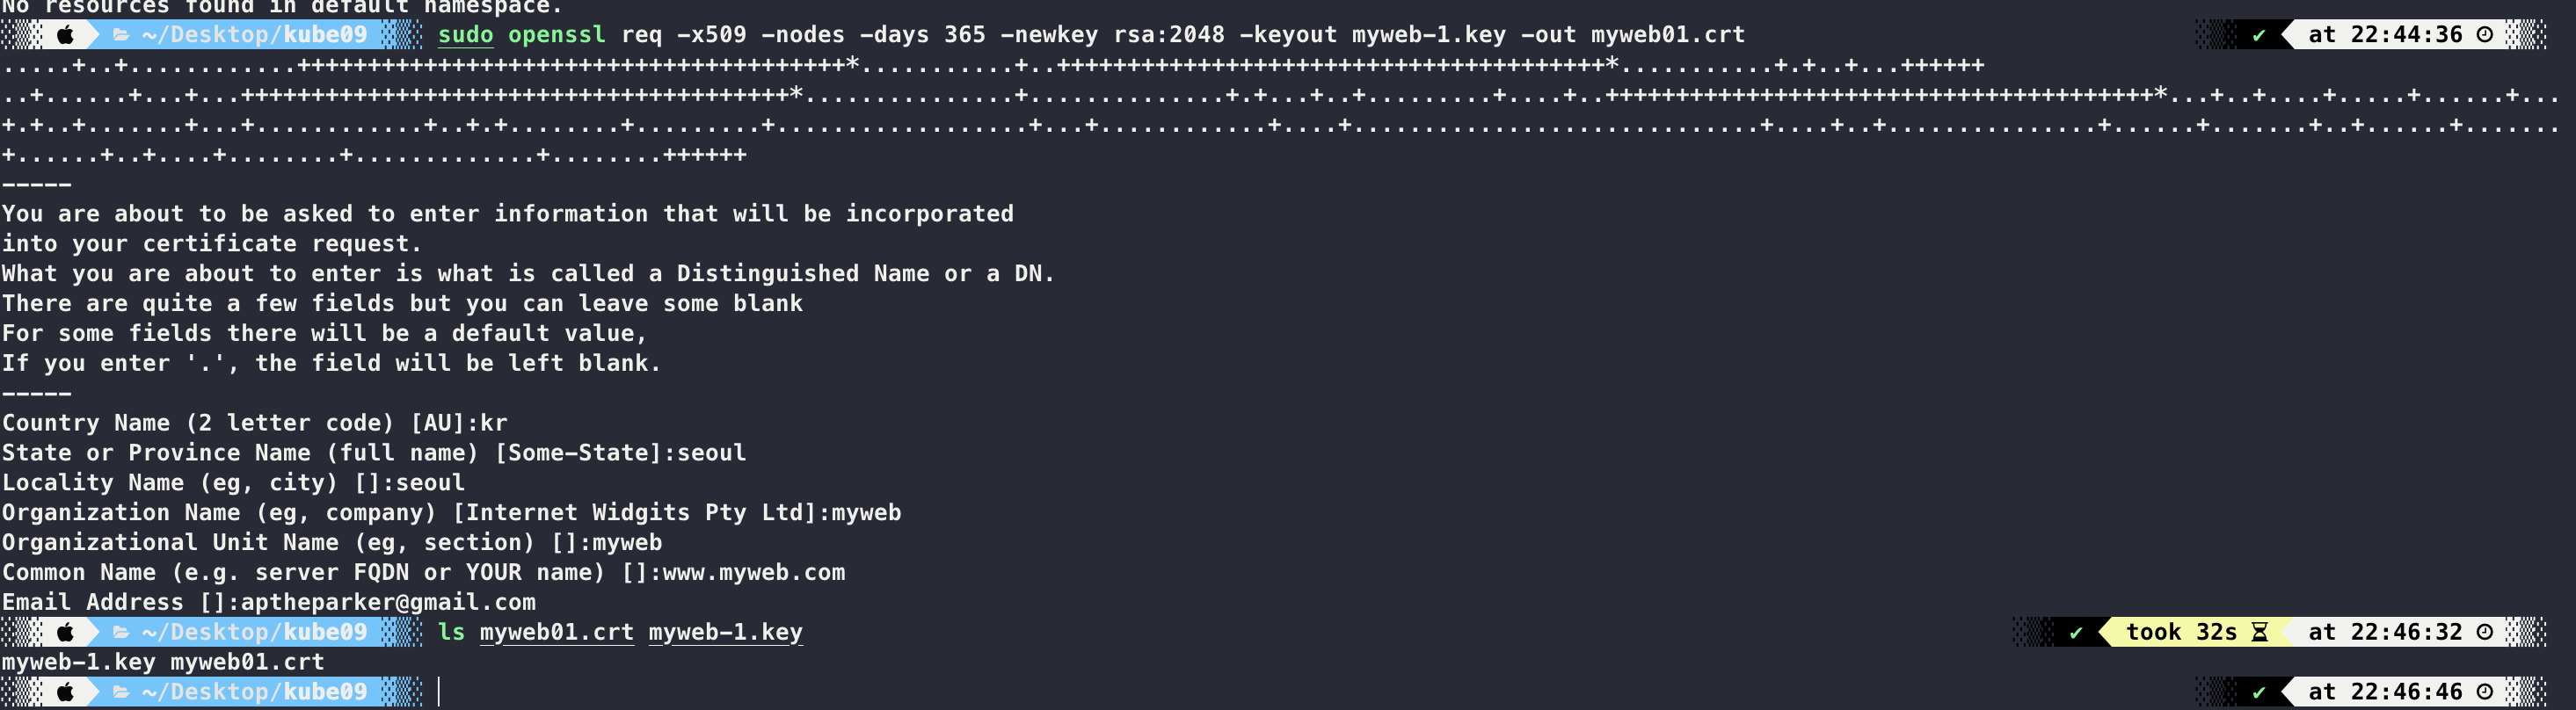 No resources found in default namespace.
~/Desktop/kube09 sudo openssl req -x509 -nodes -days 365 -newkey rsa:2048 -keyout myweb-1.key -out myweb01.crt ✔ at 22:44:36
.....+..+............+++++++++++++++++++++++++++++++++++++++*...........+..+++++++++++++++++++++++++++++++++++++++*...........+.+..+...++++++
..+......+...+...+++++++++++++++++++++++++++++++++++++++*...............+..............+.+...+..+.........+....+..+++++++++++++++++++++++++++++++++++++++*...+..+....+.....+......+...
+.+..+.......+...+............+..+.+........+.........+..................+...+............+....+.............................+....+..+...............+......+.......+..+......+.......
+......+..+....+........+.............+........++++++
-----
You are about to be asked to enter information that will be incorporated
into your certificate request.
What you are about to enter is what is called a Distinguished Name or a DN.
There are quite a few fields but you can leave some blank
For some fields there will be a default value,
If you enter '.', the field will be left blank.
-----
Country Name (2 letter code) [AU]:kr
State or Province Name (full name) [Some-State]:seoul
Locality Name (eg, city) []:seoul
Organization Name (eg, company) [Internet Widgits Pty Ltd]:myweb
Organizational Unit Name (eg, section) []:myweb
Common Name (e.g. server FQDN or YOUR name) []:www.myweb.com
Email Address []:aptheparker@gmail.com
~/Desktop/kube09 ls myweb01.crt myweb-1.key ✔ took 32s at 22:46:32
myweb-1.key myweb01.crt
~/Desktop/kube09 ✔ at 22:46:46